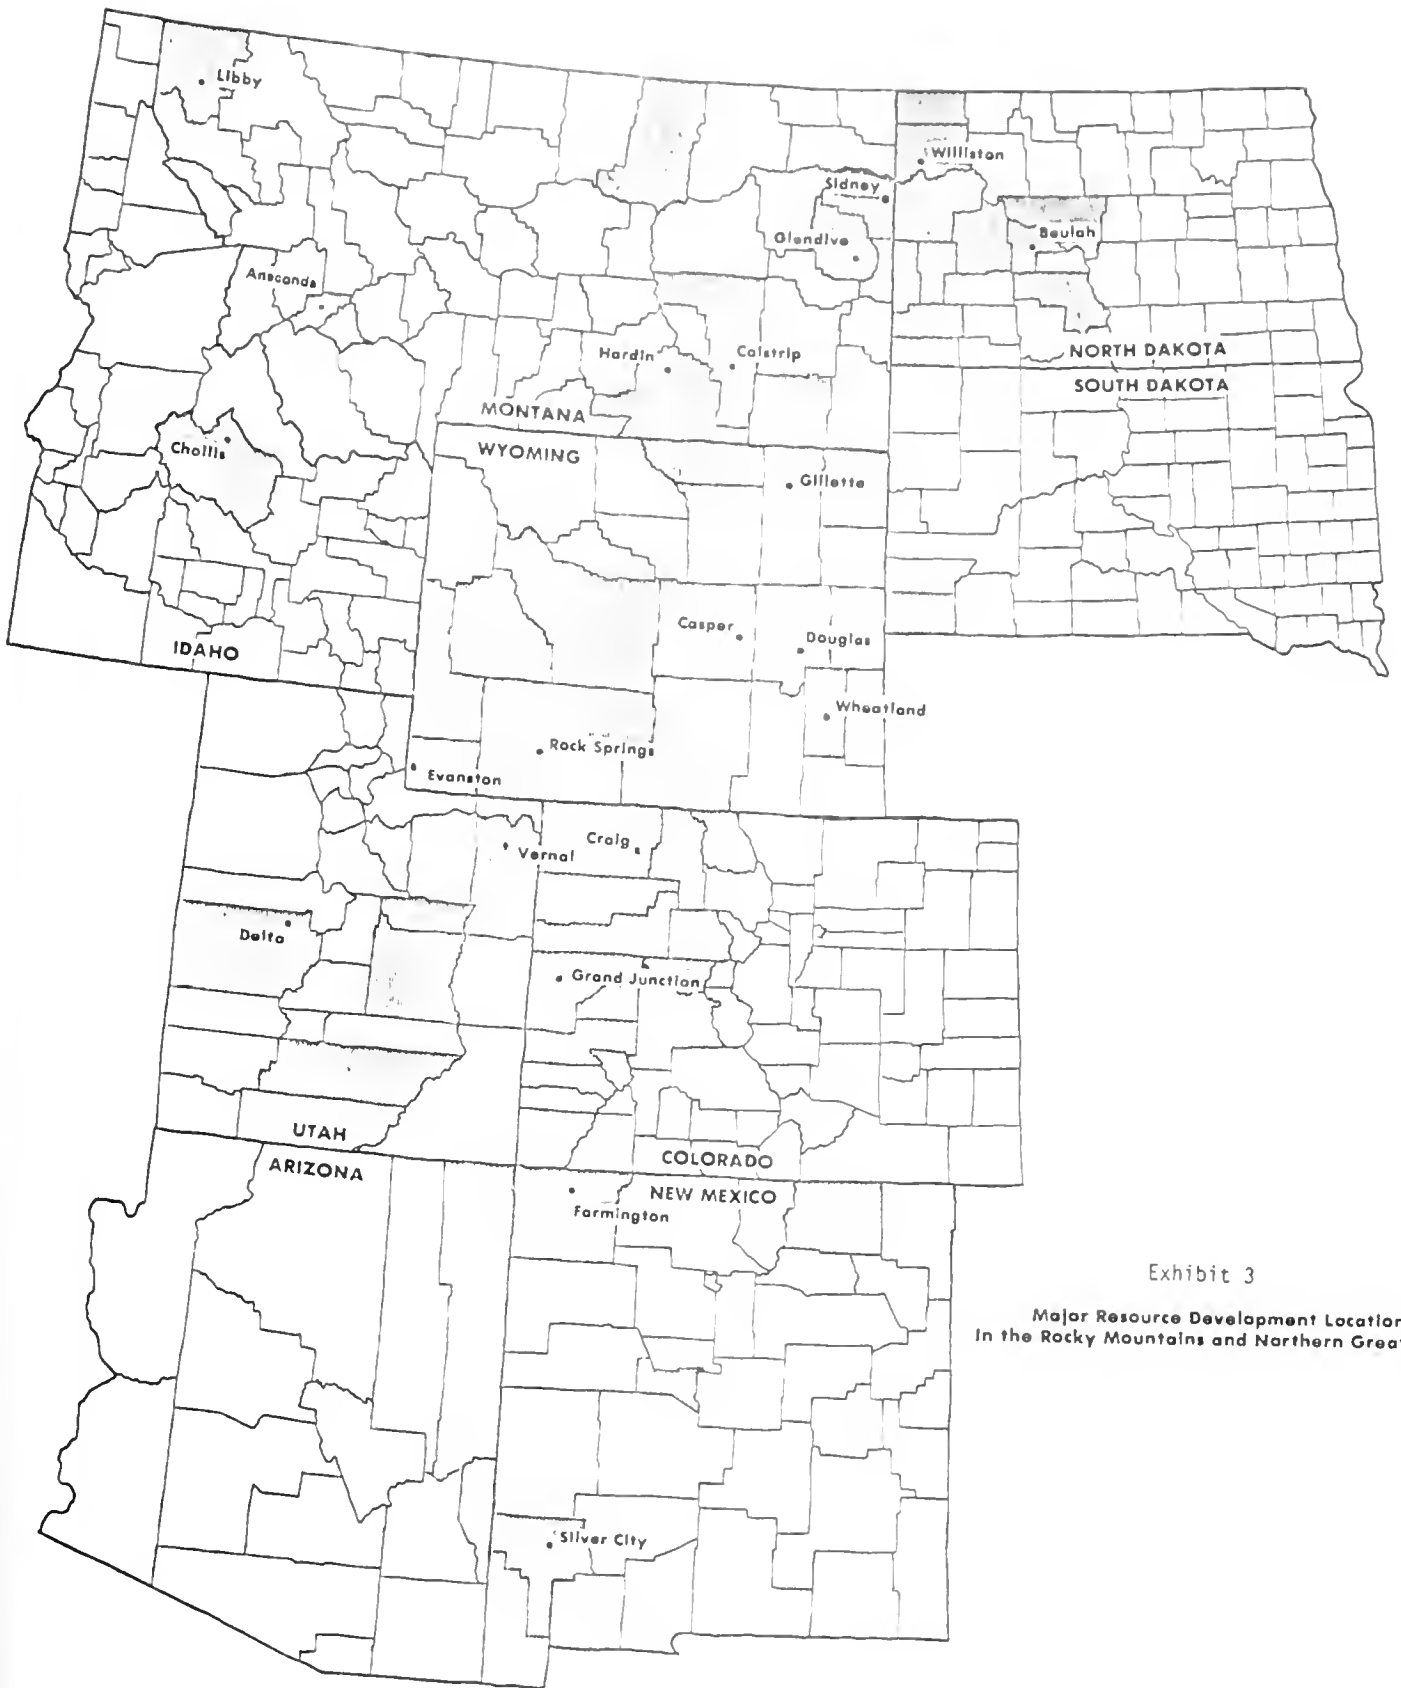 Libby
Williston
Sidney
Beulah
Glendive
Anaconda
Hardin
Colstrip
NORTH DAKOTA
SOUTH DAKOTA
MONTANA
WYOMING
Challis
Gillette
Casper
Douglas
IDAHO
Wheatland
Rock Springs
Evanston
Craig
Vernal
Delta
Grand Junction
UTAH
COLORADO
ARIZONA
NEW MEXICO
Farmington
Exhibit 3
Major Resource Development Location
In the Rocky Mountains and Northern Grea
Silver City